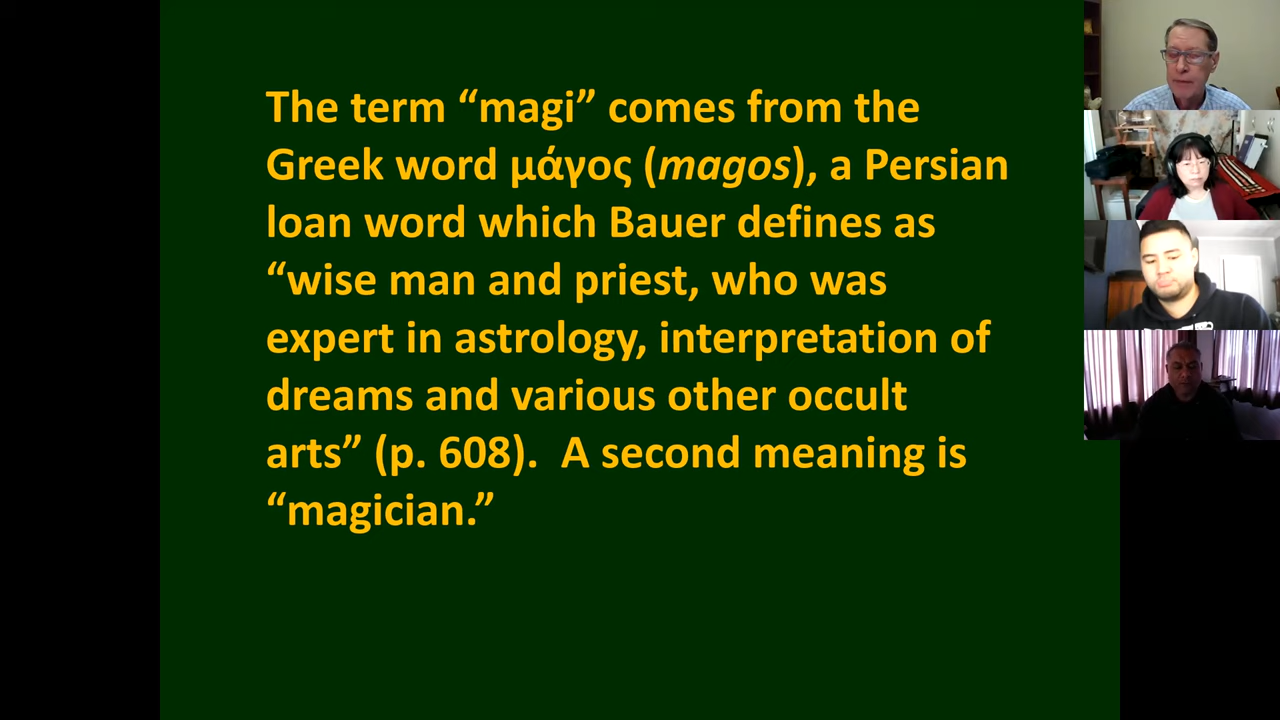 The term “magi” comes from the
Greek word μάγος (magos), a Persian
loan word which Bauer defines as
“wise man and priest, who was
expert in astrology, interpretation of
dreams and various other occult
arts” (p. 608).  A second meaning is
“magician.”